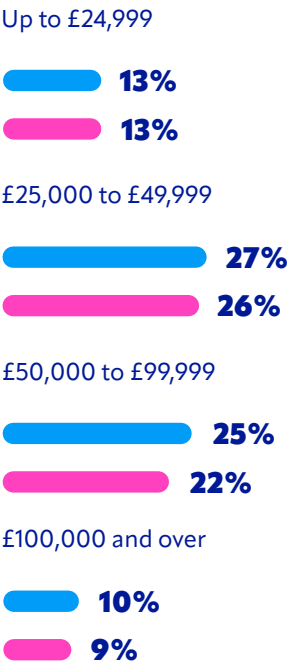 Up to £24,999
13%
13%
£25,000 to £49,999
27%
26%
£50,000 to £99,999
25%
22%
£100,000 and over
10%
9%